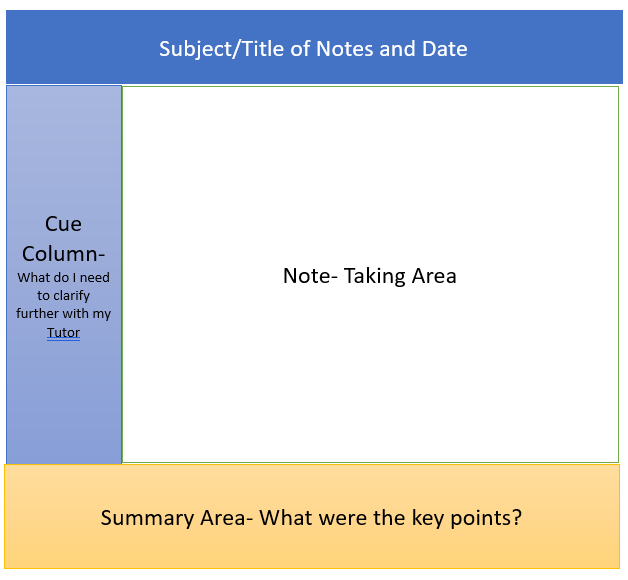 Subject/Title of Notes and Date
Cue
Column-
What do I need
to clarify
further with my
Tutor
Note- Taking Area
Summary Area- What were the key points?